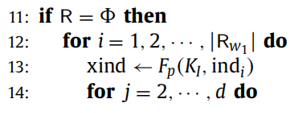 11: if R = Φ then
12: for i = 1, 2, ⋯ , |R_{w_1}| do
13: xind ← F_p(K_I, ind_i)
14: for j = 2, ⋯ , d do